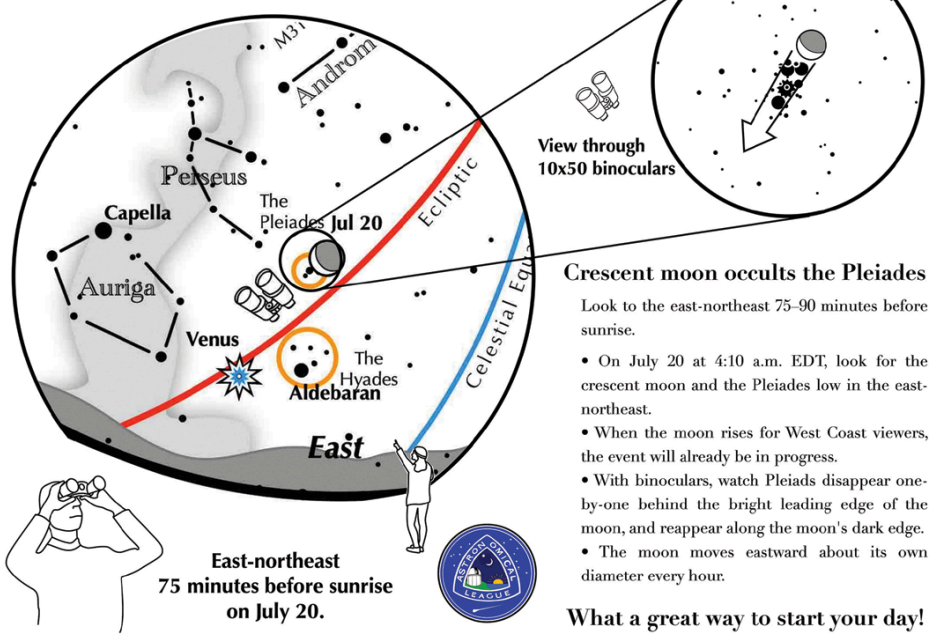 M31
Androm
Perseus
The
Pleiades
Jul 20
Ecliptic
Capella
Auriga
Celestial Equa
Venus
The
Hyades
Aldebaran
East
View through
10x50 binoculars
East-northeast
75 minutes before sunrise
on July 20.
ASTRONOMICAL
LEAGUE
Crescent moon occults the Pleiades
Look to the east-northeast 75–90 minutes before
sunrise.
• On July 20 at 4:10 a.m. EDT, look for the
crescent moon and the Pleiades low in the east-
northeast.
• When the moon rises for West Coast viewers,
the event will already be in progress.
• With binoculars, watch Pleiads disappear one-
by-one behind the bright leading edge of the
moon, and reappear along the moon's dark edge.
• The moon moves eastward about its own
diameter every hour.
What a great way to start your day!